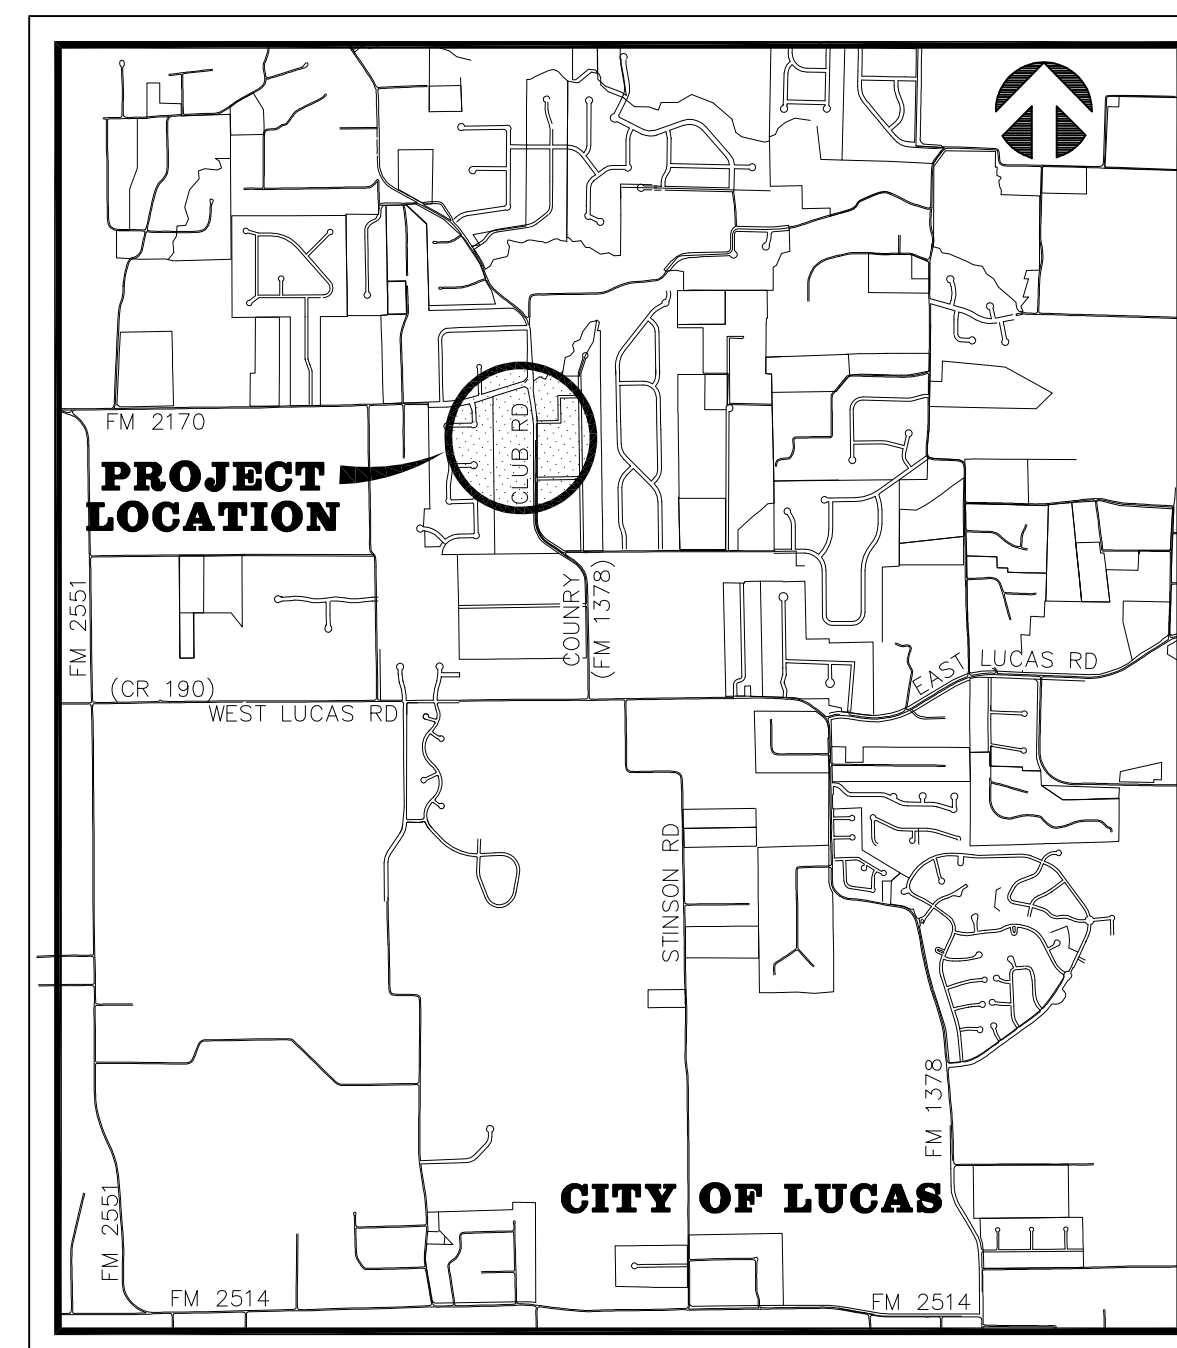 FM 2170
CLUB RD
PROJECT
LOCATION
FM 2551
COUNRY
(FM 1378)
(CR 190)
WEST LUCAS RD
EAST LUCAS RD
STINSON RD
FM 1378
CITY OF LUCAS
FM 2551
FM 2514
FM 2514